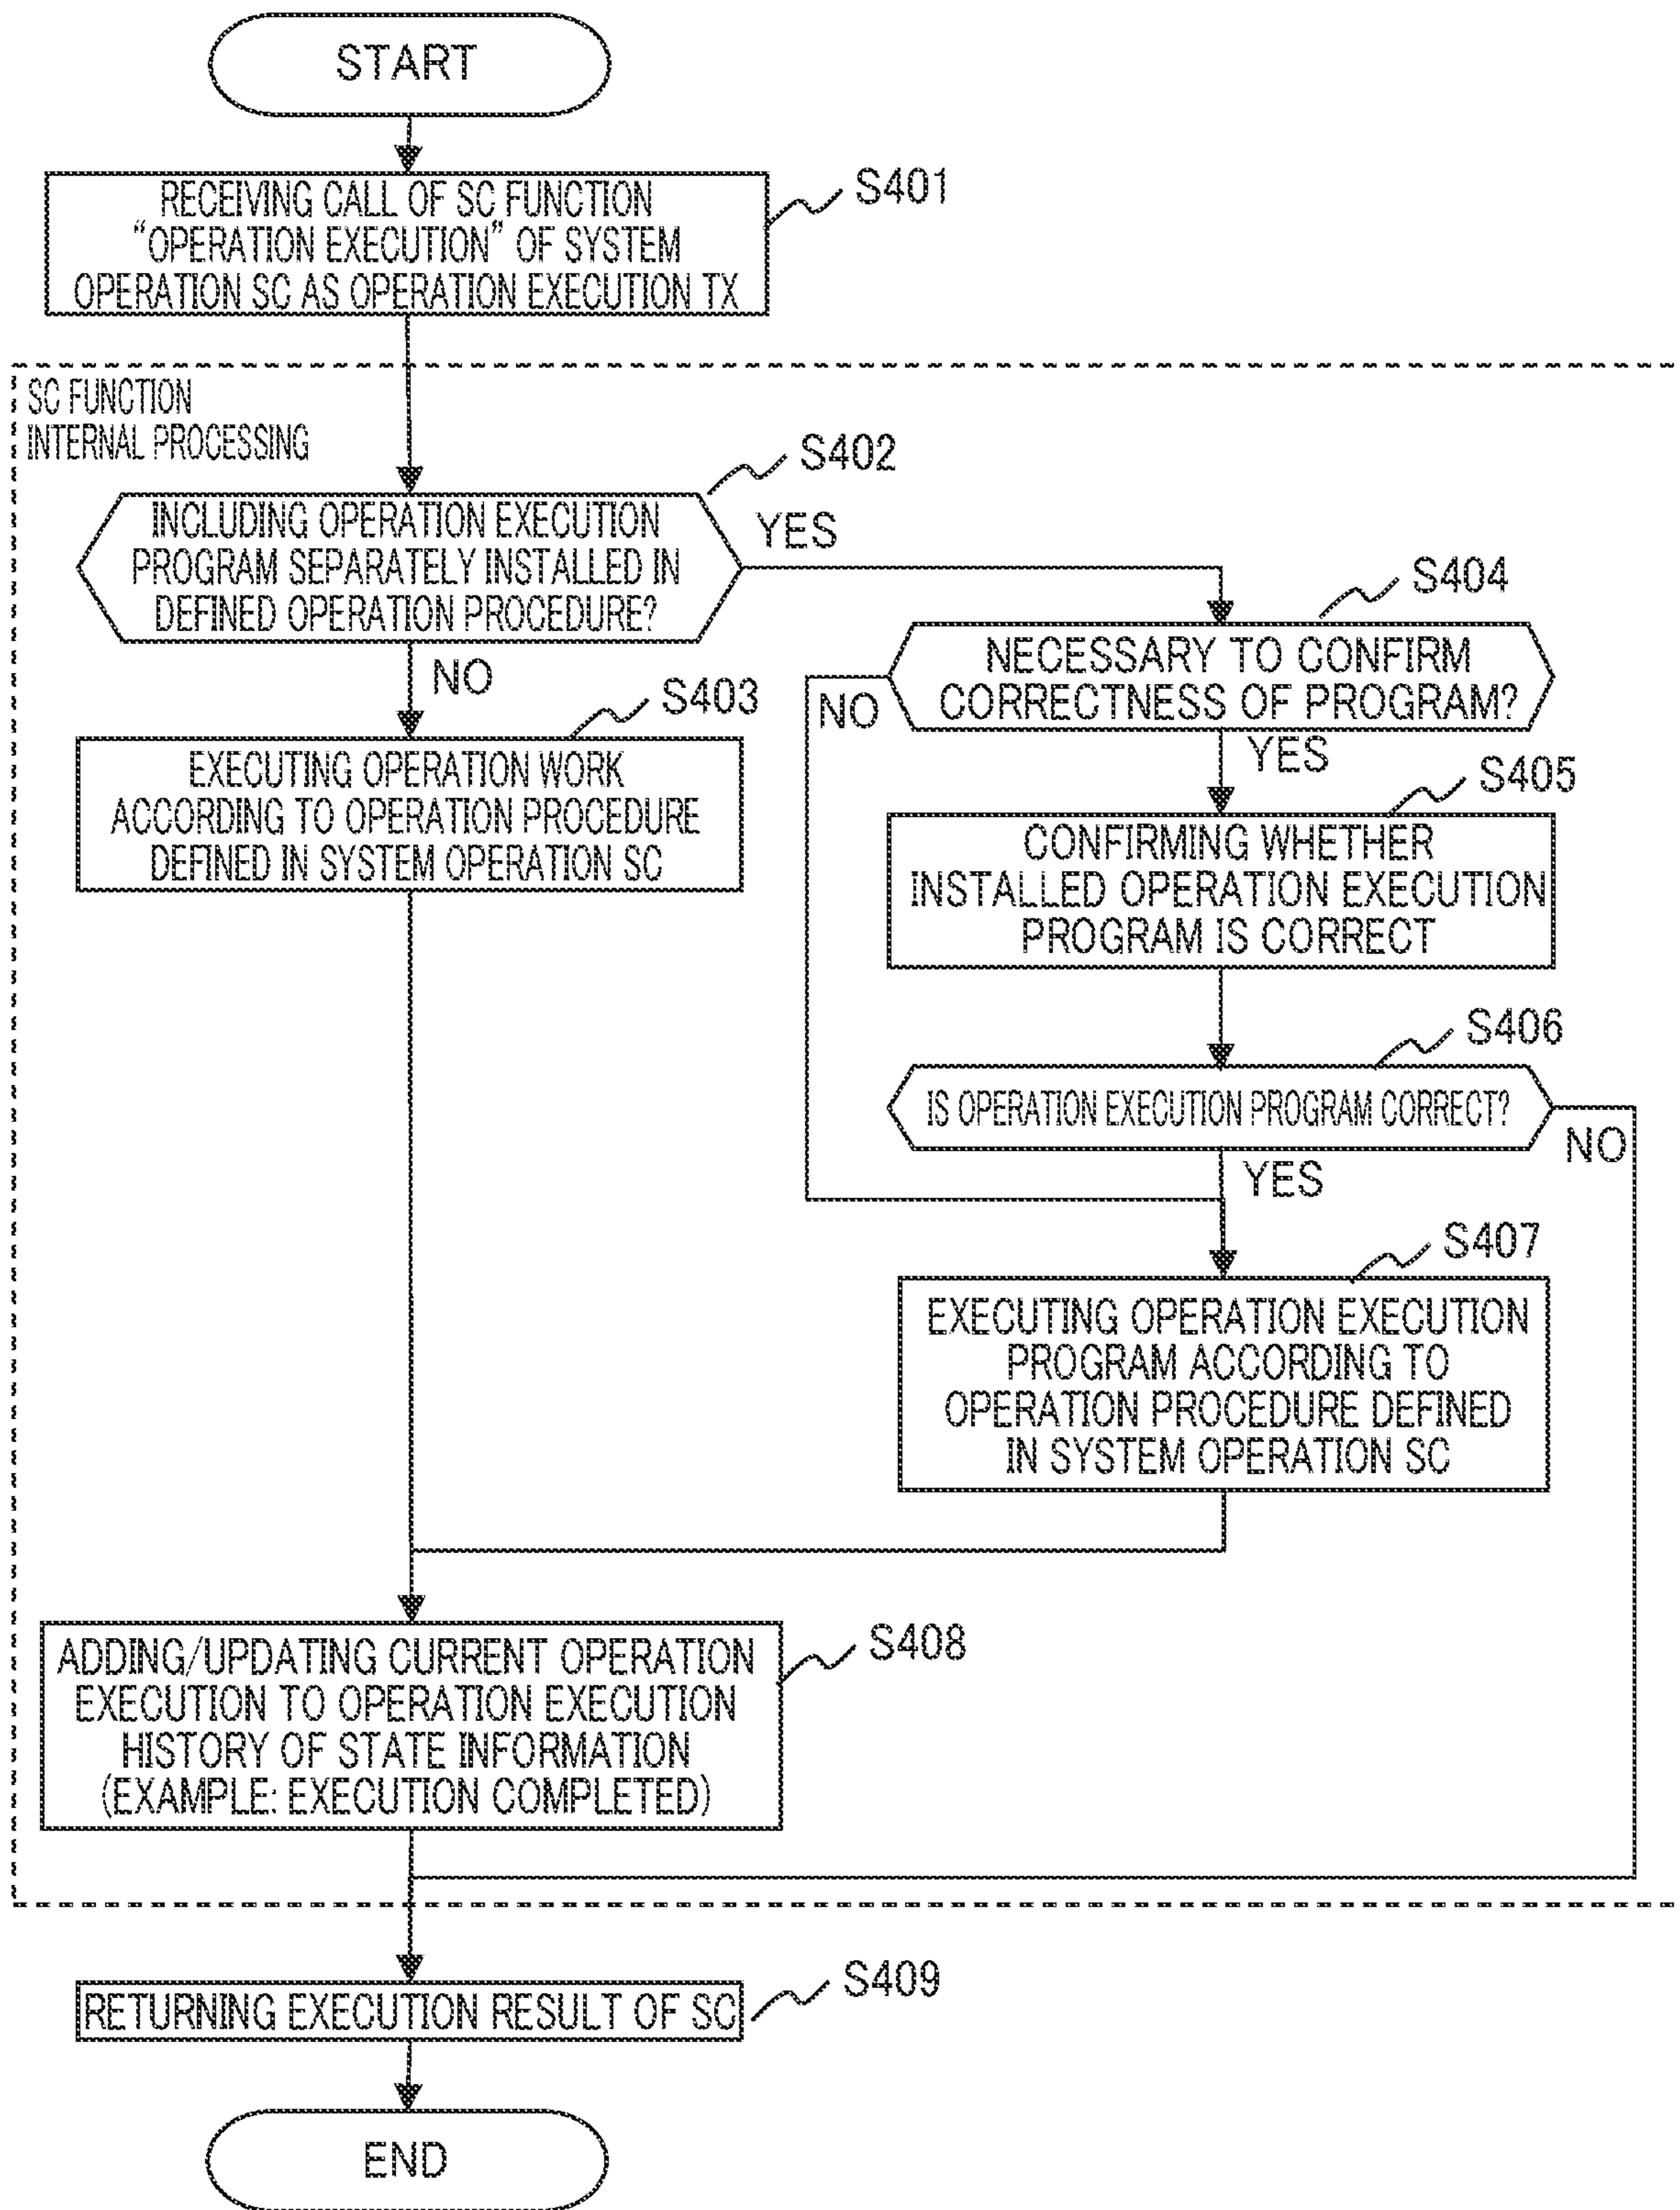 START
RECEIVING CALL OF SC FUNCTION
“OPERATION EXECUTION” OF SYSTEM
OPERATION SC AS OPERATION EXECUTION TX
S401
SC FUNCTION
INTERNAL PROCESSING
S402
INCLUDING OPERATION EXECUTION
PROGRAM SEPARATELY INSTALLED IN
DEFINED OPERATION PROCEDURE?
YES
NO
S403
EXECUTING OPERATION WORK
ACCORDING TO OPERATION PROCEDURE
DEFINED IN SYSTEM OPERATION SC
S404
NECESSARY TO CONFIRM
CORRECTNESS OF PROGRAM?
NO
YES
S405
CONFIRMING WHETHER
INSTALLED OPERATION EXECUTION
PROGRAM IS CORRECT
S406
IS OPERATION EXECUTION PROGRAM CORRECT?
NO
YES
S407
EXECUTING OPERATION EXECUTION
PROGRAM ACCORDING TO
OPERATION PROCEDURE DEFINED
IN SYSTEM OPERATION SC
S408
ADDING/UPDATING CURRENT OPERATION
EXECUTION TO OPERATION EXECUTION
HISTORY OF STATE INFORMATION
(EXAMPLE: EXECUTION COMPLETED)
S409
RETURNING EXECUTION RESULT OF SC
END